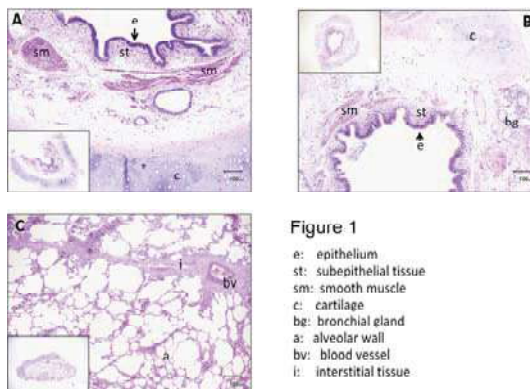 A
e
st
sm
sm
*
c
B
c
sm
st
bg
e
C
*
i
bv
a
Figure 1
e: epithelium
st: subepithelial tissue
sm: smooth muscle
c: cartilage
bg: bronchial gland
a: alveolar wall
bv: blood vessel
i: interstitial tissue